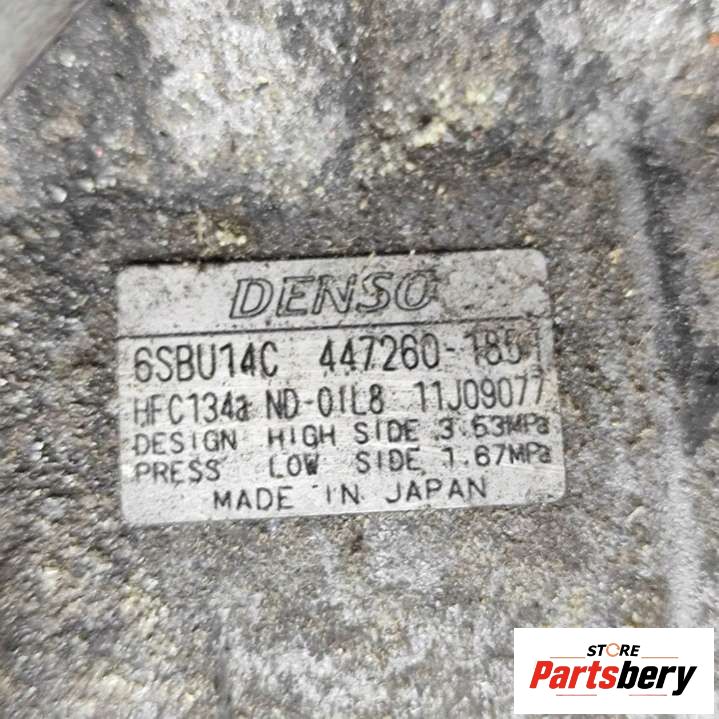 DENSO
6SBU14C 447260-1851
HFC134a ND-OIL8 11J09077
DESIGN HIGH SIDE 3.53MPa
PRESS LOW SIDE 1.67MPa
MADE IN JAPAN
STORE
Partsbery